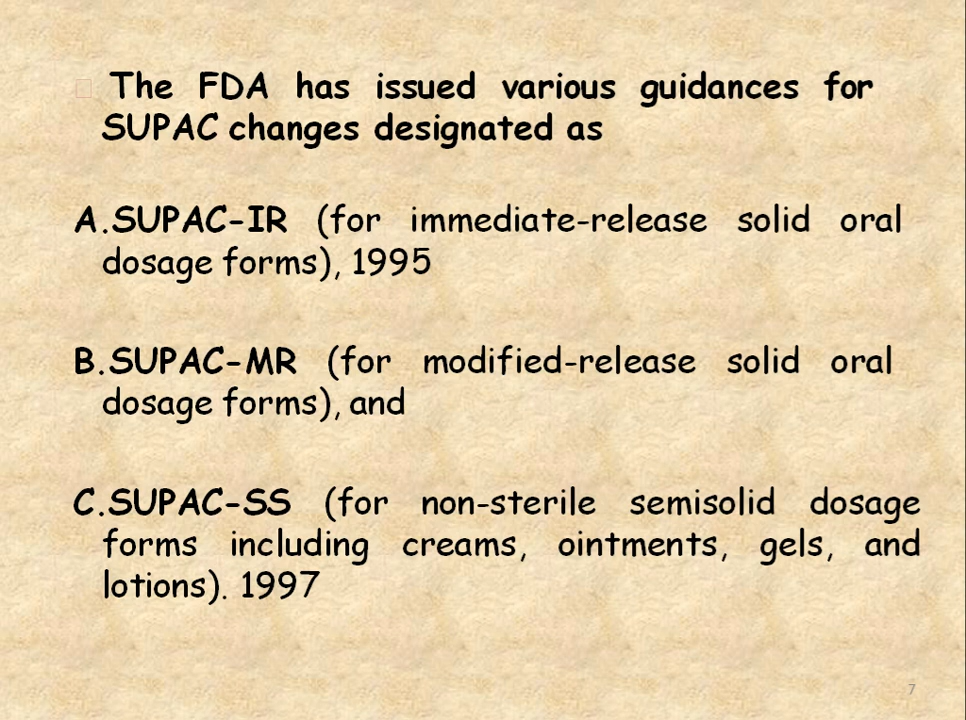 The FDA has issued various guidances for
SUPAC changes designated as
A.SUPAC-IR (for immediate-release solid oral
dosage forms), 1995
B.SUPAC-MR (for modified-release solid oral
dosage forms), and
C.SUPAC-SS (for non-sterile semisolid dosage
forms including creams, ointments, gels, and
lotions). 1997
7